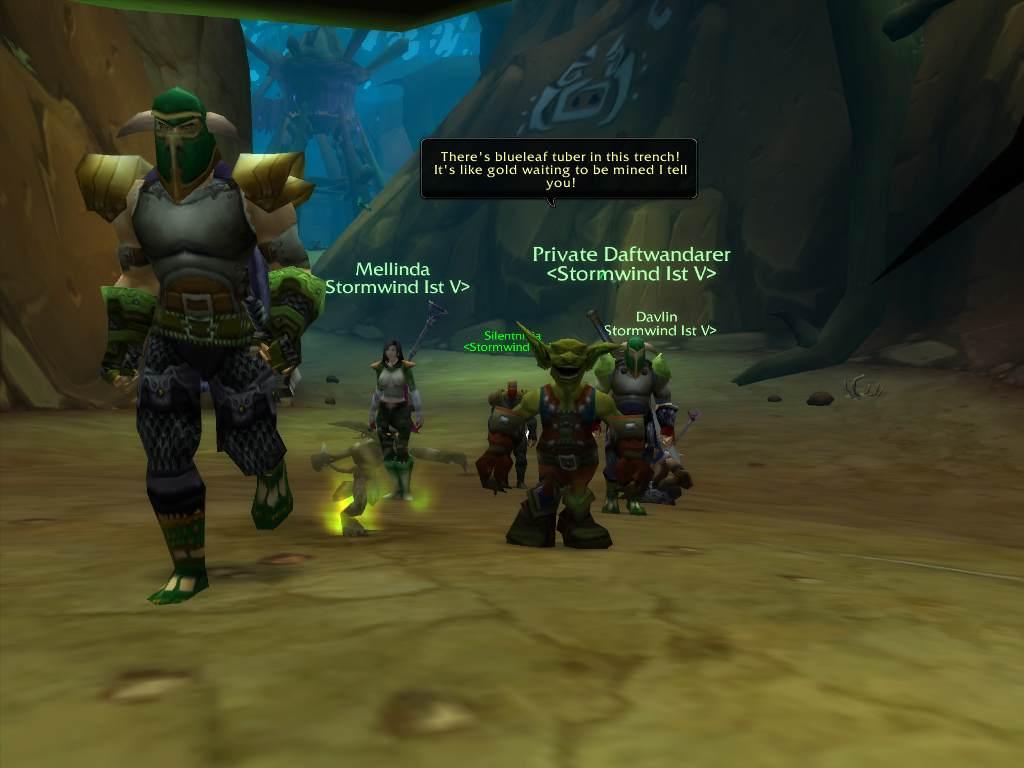 There's blueleaf tuber in this trench!
It's like gold waiting to be mined I tell
you!
Private Daftwandarer
<Stormwind Ist V>
Mellinda
Stormwind Ist V>
Davlin
Stormwind Ist V>
<Stormwind